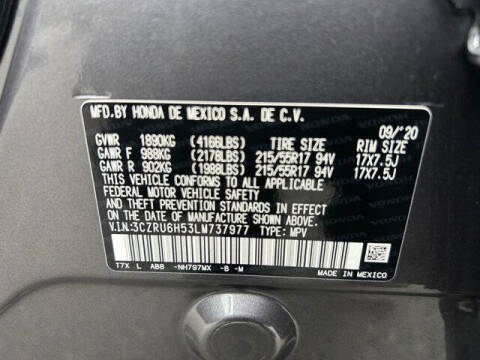 MFD.BY HONDA DE MEXICO S.A. DE C.V.
09/'20
GVWR 1890KG (4166LBS) TIRE SIZE RIM SIZE
GAWR F 988KG (2178LBS) 215/55R17 94V 17X7.5J
GAWR R 902KG (1988LBS) 215/55R17 94V 17X7.5J
THIS VEHICLE CONFORMS TO ALL APPLICABLE
FEDERAL MOTOR VEHICLE SAFETY, BUMPER,
AND THEFT PREVENTION STANDARDS IN EFFECT
ON THE DATE OF MANUFACTURE SHOWN ABOVE.
V.I.N.:3CZRU6H53LM737977 TYPE: MPV
T7X L ABB -NH797MX -B -M
MADE IN MEXICO